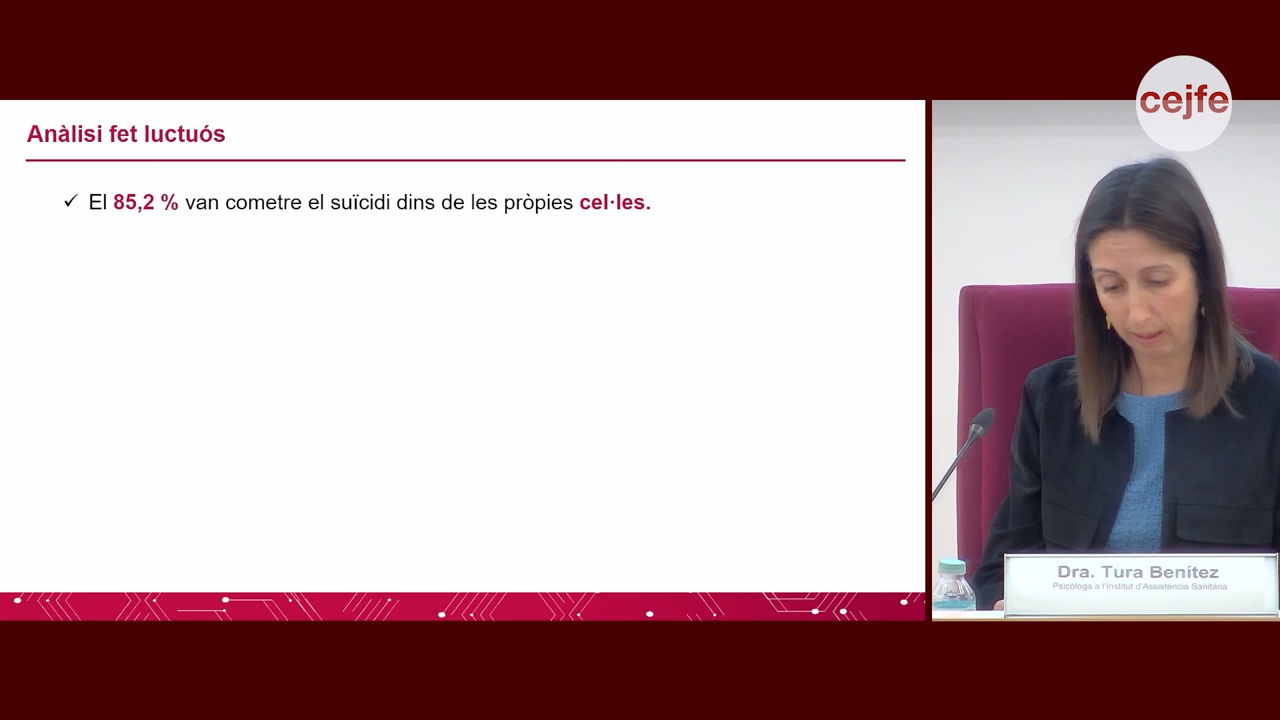 cejfe
Anàlisi fet luctuós
✓ El 85,2 % van cometre el suïcidi dins de les pròpies cel·les.
Dra. Tura Benítez
Psicòloga a l'Institut d'Assistència Sanitària